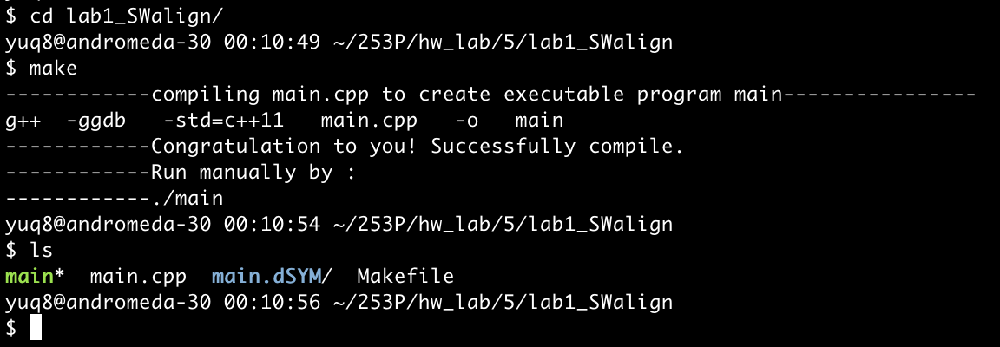 $ cd lab1_SWalign/
yuq8@andromeda-30 00:10:49 ~/253P/hw_lab/5/lab1_SWalign
$ make
------------compiling main.cpp to create executable program main----------------
g++  -ggdb   -std=c++11   main.cpp   -o   main
------------Congratulation to you! Successfully compile.
------------Run manually by :
------------./main
yuq8@andromeda-30 00:10:54 ~/253P/hw_lab/5/lab1_SWalign
$ ls
main*  main.cpp  main.dSYM/  Makefile
yuq8@andromeda-30 00:10:56 ~/253P/hw_lab/5/lab1_SWalign
$